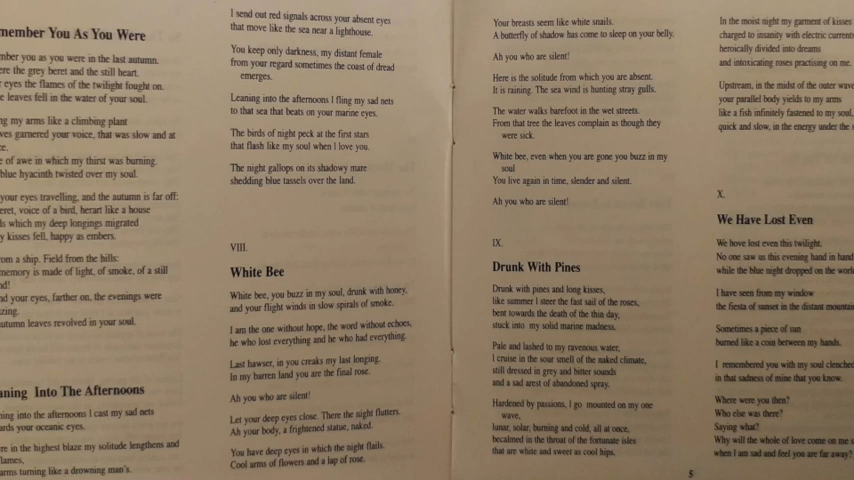 member You As You Were
mber you as you were in the last autumn.
ere the grey beret and the still heart.
r eyes the flames of the twilight fought on.
e leaves fell in the water of your soul.
ng my arms like a climbing plant
ves garnered your voice, that was slow and at
ce.
e of awe in which my thirst was burning.
blue hyacinth twisted over my soul.
your eyes travelling, and the autumn is far off:
eret, voice of a bird, herart like a house
ds which my deep longings migrated
y kisses fell, happy as embers.
rom a ship. Field from the hills:
memory is made of light, of smoke, of a still
nd!
nd your eyes, farther on, the evenings were
zing.
utumn leaves revolved in your soul.
aning Into The Afternoons
ning into the afternoons I cast my sad nets
ards your oceanic eyes.
re in the highest blaze my solitude lengthens and
flames,
arms turning like a drowning man's.
I send out red signals across your absent eyes
that move like the sea near a lighthouse.
You keep only darkness, my distant female
from your regard sometimes the coast of dread
emerges.
Leaning into the afternoons I fling my sad nets
to that sea that beats on your marine eyes.
The birds of night peck at the first stars
that flash like my soul when I love you.
The night gallops on its shadowy mare
shedding blue tassels over the land.
VIII.
White Bee
White bee, you buzz in my soul, drunk with honey,
and your flight winds in slow spirals of smoke.
I am the one without hope, the word without echoes,
he who lost everything and he who had everything.
Last hawser, in you creaks my last longing.
In my barren land you are the final rose.
Ah you who are silent!
Let your deep eyes close. There the night flutters.
Ah your body, a frightened statue, naked.
You have deep eyes in which the night flails.
Cool arms of flowers and a lap of rose.
Your breasts seem like white snails.
A butterfly of shadow has come to sleep on your belly.
Ah you who are silent!
Here is the solitude from which you are absent.
It is raining. The sea wind is hunting stray gulls.
The water walks barefoot in the wet streets.
From that tree the leaves complain as though they
were sick.
White bee, even when you are gone you buzz in my
soul
You live again in time, slender and silent.
Ah you who are silent!
IX.
Drunk With Pines
Drunk with pines and long kisses,
like summer I steer the fast sail of the roses,
bent towards the death of the thin day,
stuck into my solid marine madness.
Pale and lashed to my ravenous water,
I cruise in the sour smell of the naked climate,
still dressed in grey and bitter sounds
and a sad arest of abandoned spray.
Hardened by passions, I go mounted on my one
wave,
lunar, solar, burning and cold, all at once,
becalmed in the throat of the fortunate isles
that are white and sweet as cool hips.
5
In the moist night my garment of kisses
charged to insanity with electric currents
heroically divided into dreams
and intoxicating roses practising on me.
Upstream, in the midst of the outer wave
your parallel body yields to my arms
like a fish infinitely fastened to my soul,
quick and slow, in the energy under the
X.
We Have Lost Even
We hove lost even this twilight.
No one saw us this evening hand in hand
while the blue night dropped on the world
I have seen from my window
the fiesta of sunset in the distant mountain
Sometimes a piece of sun
burned like a coin between my hands.
I remembered you with my soul clenched
in that sadness of mine that you know.
Where were you then?
Who else was there?
Saying what?
Why will the whole of love come on me s
when I am sad and feel you are far away?